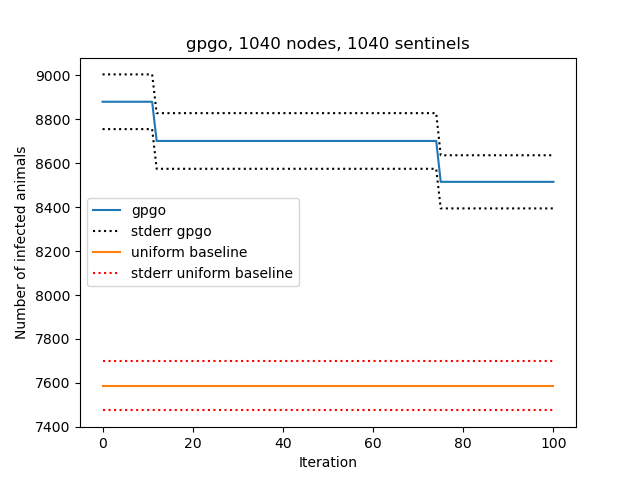 gpgo, 1040 nodes, 1040 sentinels
9000
8800
8600
8400
8200
8000
7800
7600
7400
Number of infected animals
gpgo
stderr gpgo
uniform baseline
stderr uniform baseline
0 20 40 60 80 100
Iteration